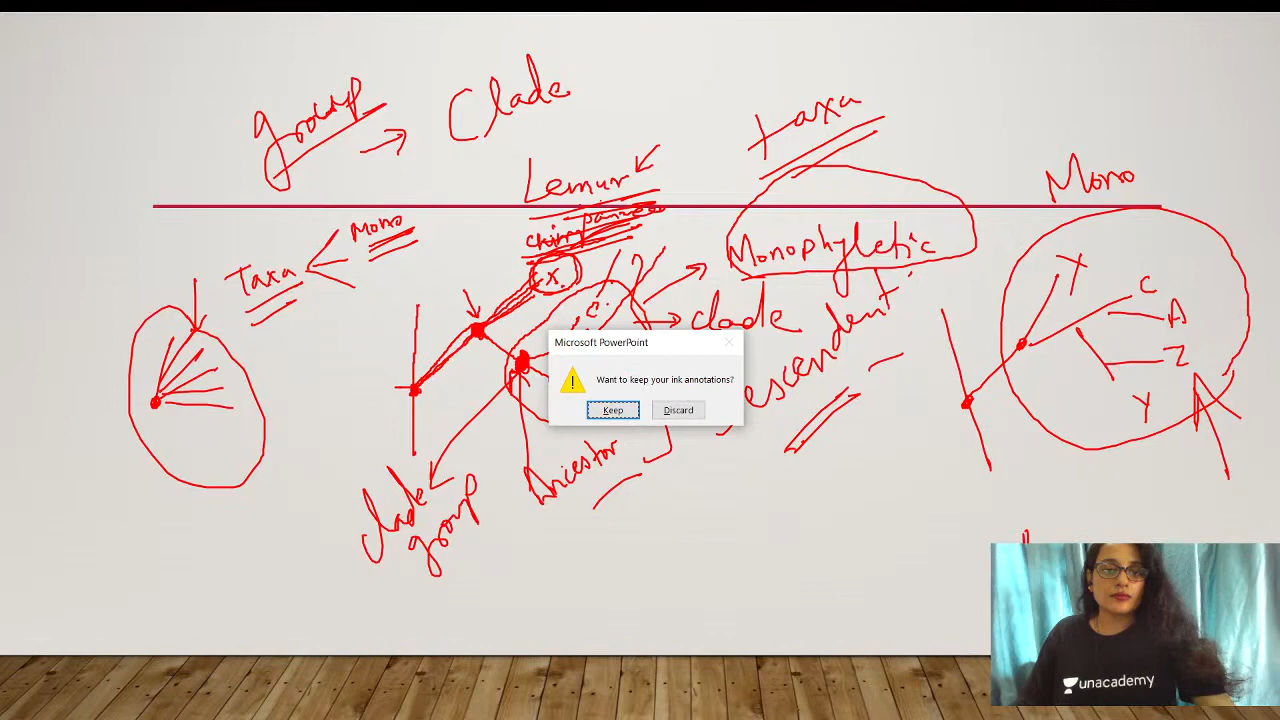 group → Clade
taxa
Lemur
Mono
Mono
chimpanzee
Taxa
Monophyletic
X
C
X
C
clade
A
descendent
Microsoft PowerPoint
Want to keep your ink annotations?
Keep Discard
Z
Y
Ancestor
clade
group
unacademy